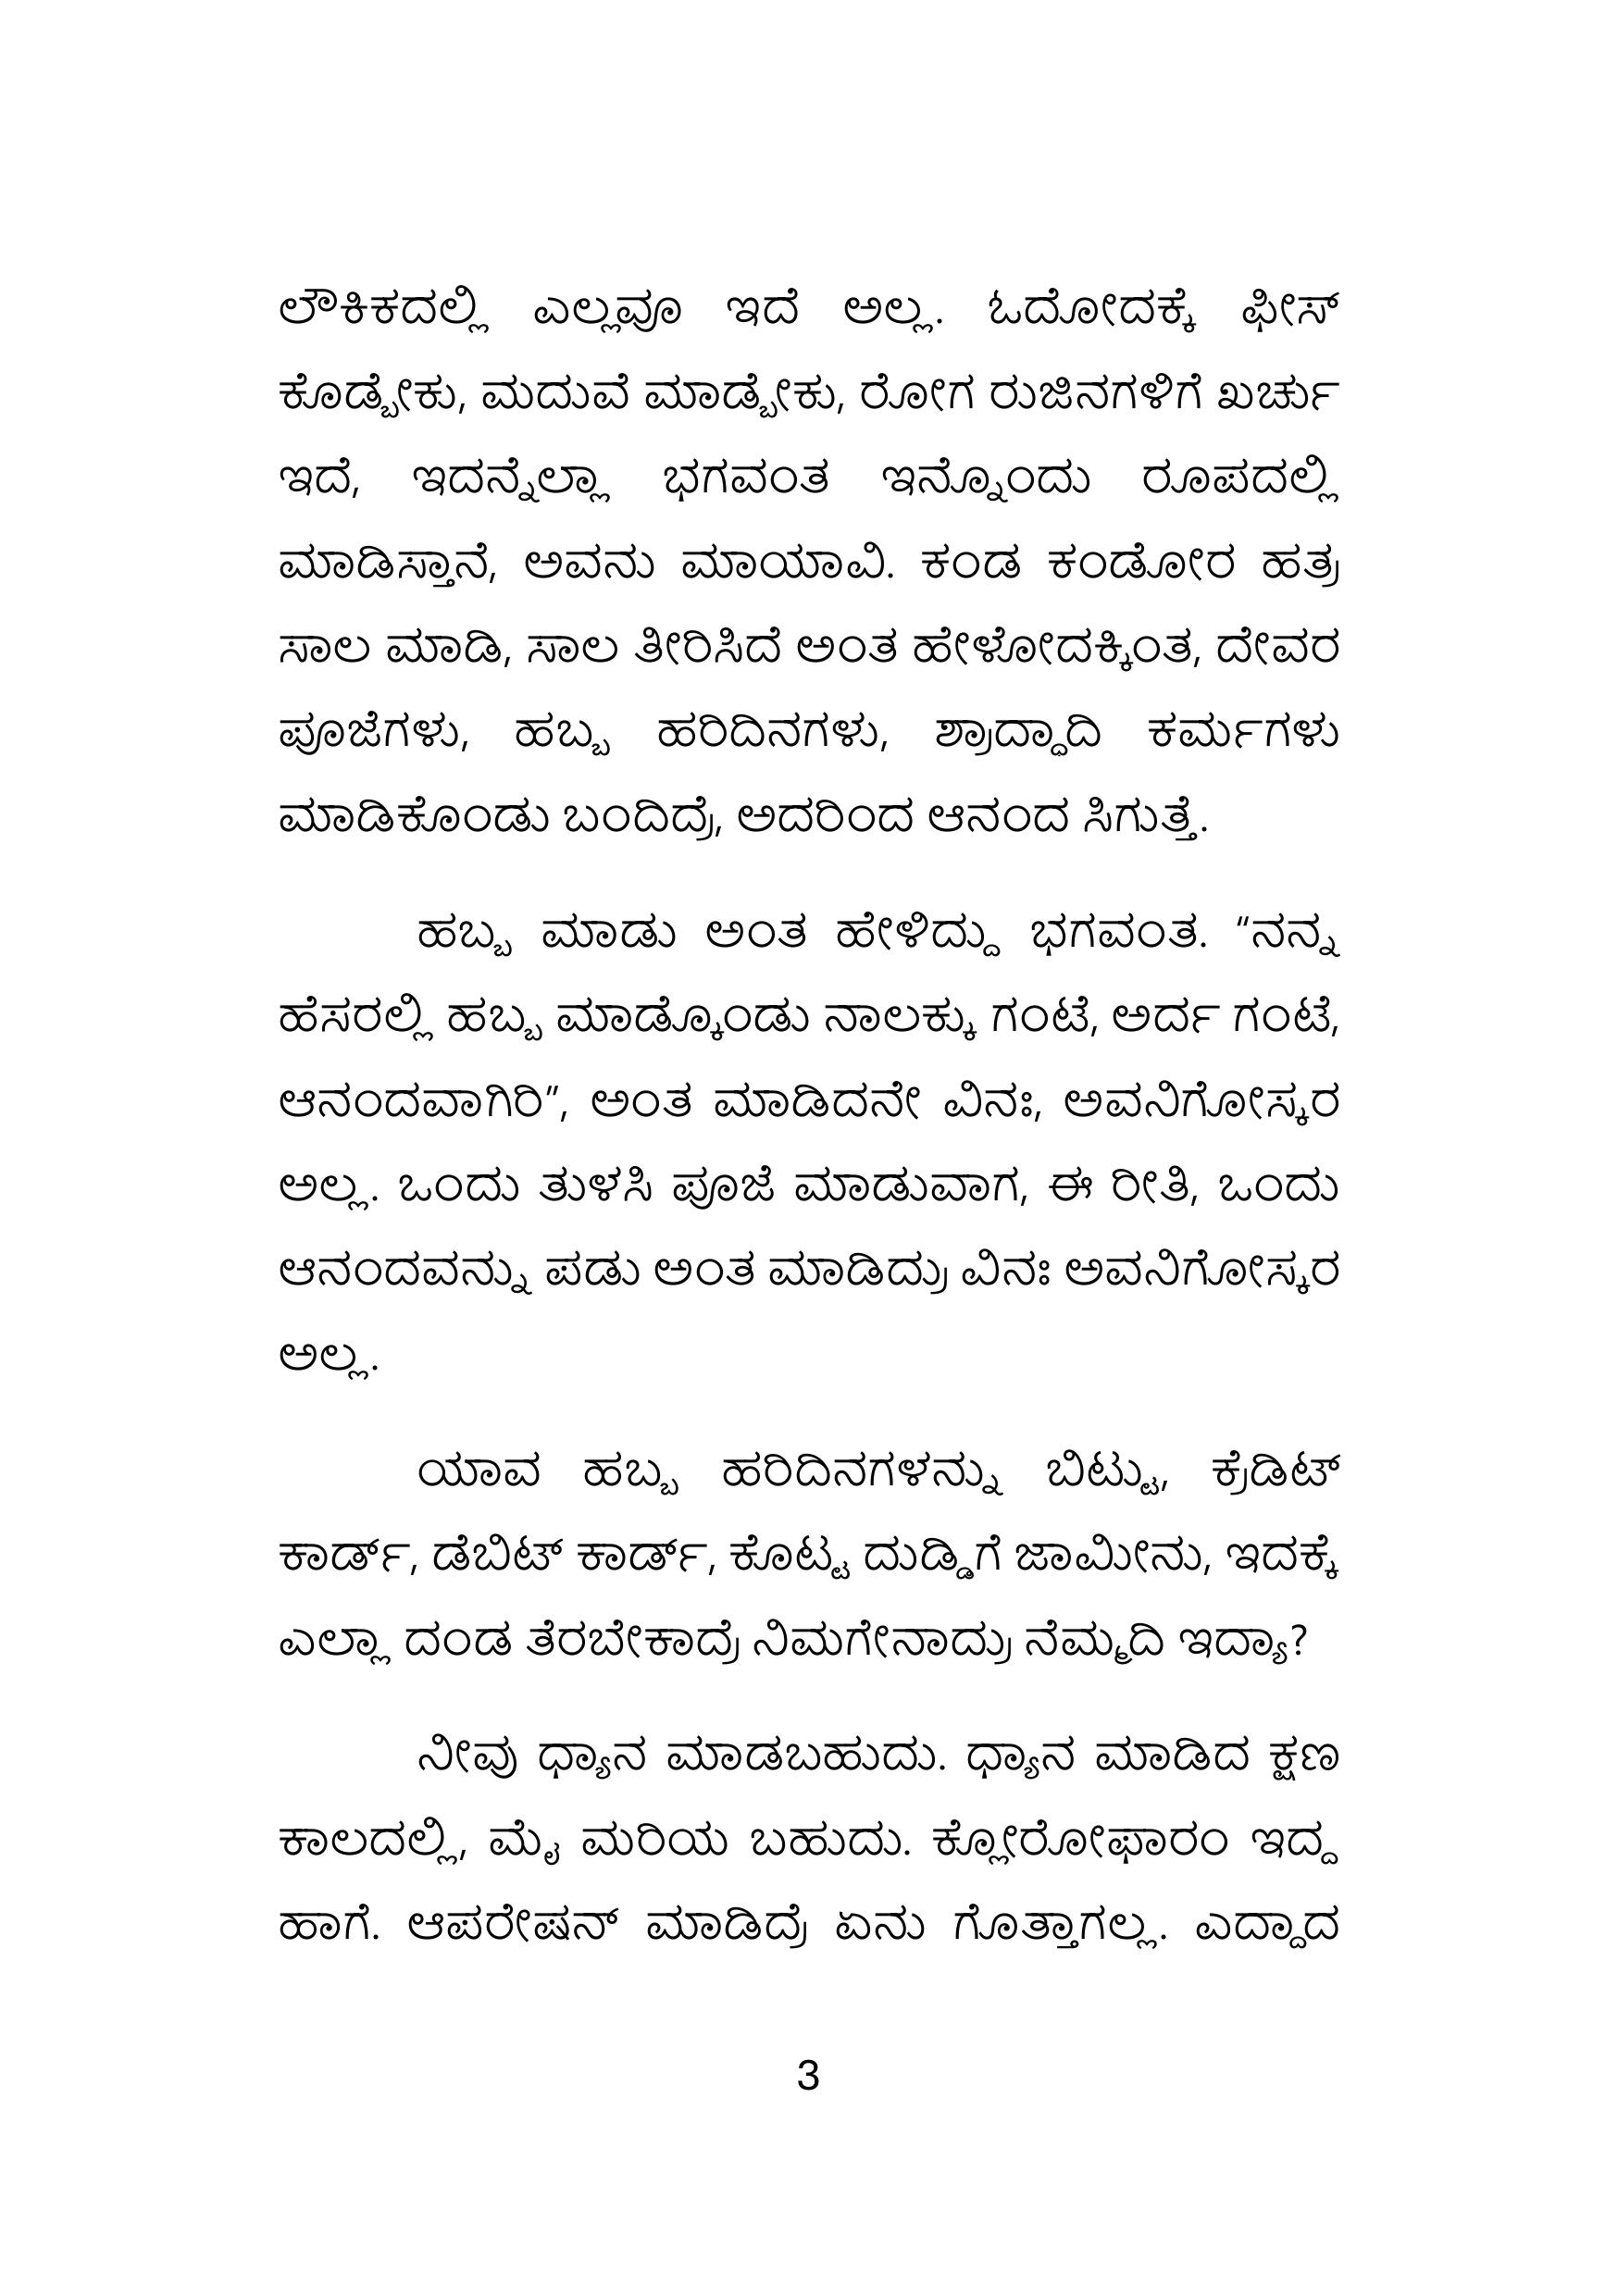 ಲೌಕಿಕದಲ್ಲಿ ಎಲ್ಲವೂ ಇದೆ ಅಲ್ಲ. ಓದೋದಕ್ಕೆ ಫೀಸ್
ಕೊಡ್ಬೇಕು, ಮದುವೆ ಮಾಡ್ಬೇಕು, ರೋಗ ರುಜಿನಗಳಿಗೆ ಖರ್ಚು
ಇದೆ, ಇದನ್ನೆಲ್ಲಾ ಭಗವಂತ ಇನ್ನೊಂದು ರೂಪದಲ್ಲಿ
ಮಾಡಿಸ್ತಾನೆ, ಅವನು ಮಾಯಾವಿ. ಕಂಡ ಕಂಡೋರ ಹತ್ರ
ಸಾಲ ಮಾಡಿ, ಸಾಲ ತೀರಿಸಿದೆ ಅಂತ ಹೇಳೋದಕ್ಕಿಂತ, ದೇವರ
ಪೂಜೆಗಳು, ಹಬ್ಬ ಹರಿದಿನಗಳು, ಶ್ರಾದ್ಧಾದಿ ಕರ್ಮಗಳು
ಮಾಡಿಕೊಂಡು ಬಂದಿದ್ರೆ, ಅದರಿಂದ ಆನಂದ ಸಿಗುತ್ತೆ.
ಹಬ್ಬ ಮಾಡು ಅಂತ ಹೇಳಿದ್ದು ಭಗವಂತ. “ನನ್ನ
ಹೆಸರಲ್ಲಿ ಹಬ್ಬ ಮಾಡ್ಕೊಂಡು ನಾಲಕ್ಕು ಗಂಟೆ, ಅರ್ದ ಗಂಟೆ,
ಆನಂದವಾಗಿರಿ”, ಅಂತ ಮಾಡಿದನೇ ವಿನಃ, ಅವನಿಗೋಸ್ಕರ
ಅಲ್ಲ. ಒಂದು ತುಳಸಿ ಪೂಜೆ ಮಾಡುವಾಗ, ಈ ರೀತಿ, ಒಂದು
ಆನಂದವನ್ನು ಪಡು ಅಂತ ಮಾಡಿದ್ರು ವಿನಃ ಅವನಿಗೋಸ್ಕರ
ಅಲ್ಲ.
ಯಾವ ಹಬ್ಬ ಹರಿದಿನಗಳನ್ನು ಬಿಟ್ಟು, ಕ್ರೆಡಿಟ್
ಕಾರ್ಡ್, ಡೆಬಿಟ್ ಕಾರ್ಡ್, ಕೊಟ್ಟ ದುಡ್ಡಿಗೆ ಜಾಮೀನು, ಇದಕ್ಕೆ
ಎಲ್ಲಾ ದಂಡ ತೆರಬೇಕಾದ್ರೆ ನಿಮಗೇನಾದ್ರು ನೆಮ್ಮದಿ ಇದ್ಯಾ?
ನೀವು ಧ್ಯಾನ ಮಾಡಬಹುದು. ಧ್ಯಾನ ಮಾಡಿದ ಕ್ಷಣ
ಕಾಲದಲ್ಲಿ, ಮೈ ಮರಿಯ ಬಹುದು. ಕ್ಲೋರೋಫಾರಂ ಇದ್ದ
ಹಾಗೆ. ಆಪರೇಷನ್ ಮಾಡಿದ್ರೆ ಏನು ಗೊತ್ತಾಗಲ್ಲ. ಎದ್ದಾದ
3